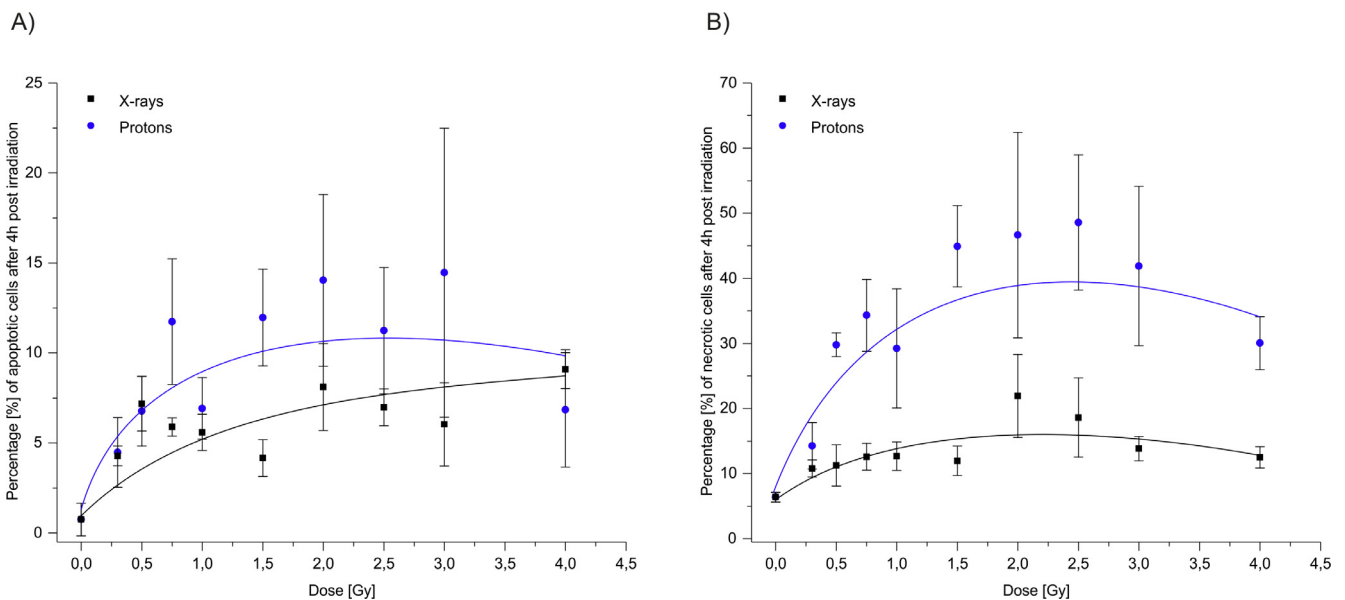 A)
Percentage [%] of apoptotic cells after 4h post irradiation
25
20
15
10
5
0
X-rays
Protons
0,0 0,5 1,0 1,5 2,0 2,5 3,0 3,5 4,0 4,5
Dose [Gy]
B)
Percentage [%] of necrotic cells after 4h post irradiation
70
60
50
40
30
20
10
0
X-rays
Protons
0,0 0,5 1,0 1,5 2,0 2,5 3,0 3,5 4,0 4,5
Dose [Gy]